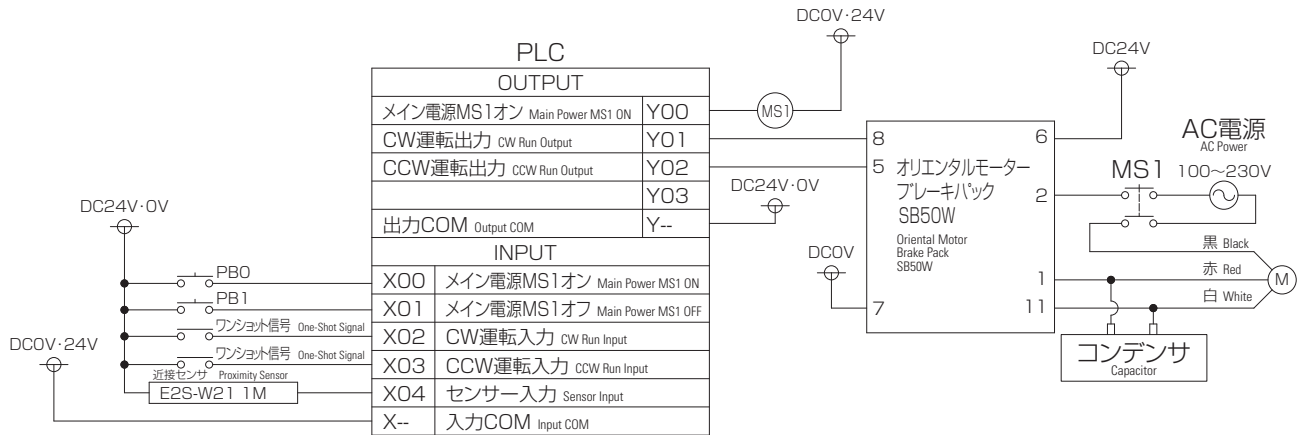 DC0V・24V
PLC
OUTPUT
メイン電源MS1オン Main Power MS1 ON Y00
CW運転出力 CW Run Output Y01
CCW運転出力 CCW Run Output Y02
Y03
出力COM Output COM Y--
INPUT
X00 メイン電源MS1オン Main Power MS1 ON
X01 メイン電源MS1オフ Main Power MS1 OFF
X02 CW運転入力 CW Run Input
X03 CCW運転入力 CCW Run Input
X04 センサー入力 Sensor Input
X-- 入力COM Input COM
DC24V・0V
PB0
PB1
ワンショット信号 One-Shot Signal
ワンショット信号 One-Shot Signal
近接センサ Proximity Sensor
E2S-W21 1M
DC0V・24V
MS1
DC24V・0V
DC0V
8
5
7
オリエンタルモーター
ブレーキパック
SB50W
Oriental Motor
Brake Pack
SB50W
6
2
1
11
DC24V
MS1
AC電源
AC Power
100～230V
黒 Black
赤 Red
白 White
M
コンデンサ
Capacitor